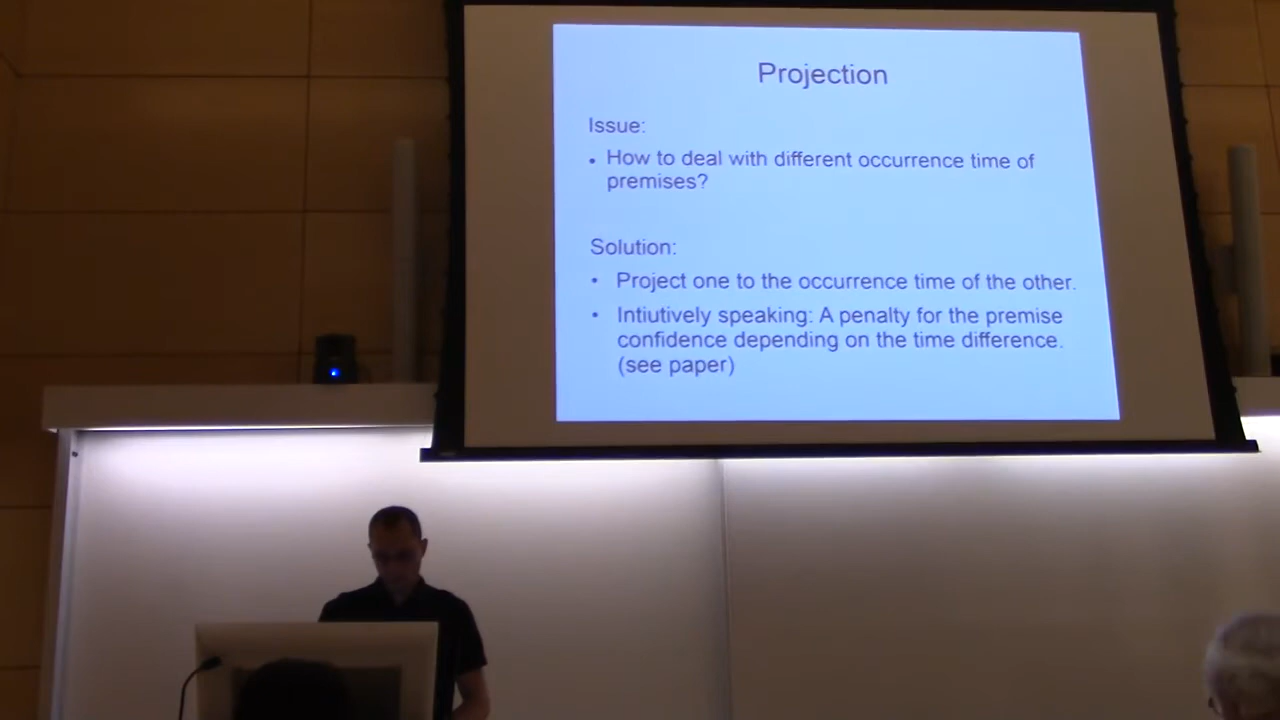 Projection
Issue:
• How to deal with different occurrence time of
premises?
Solution:
• Project one to the occurrence time of the other.
• Intiutively speaking: A penalty for the premise
confidence depending on the time difference.
(see paper)